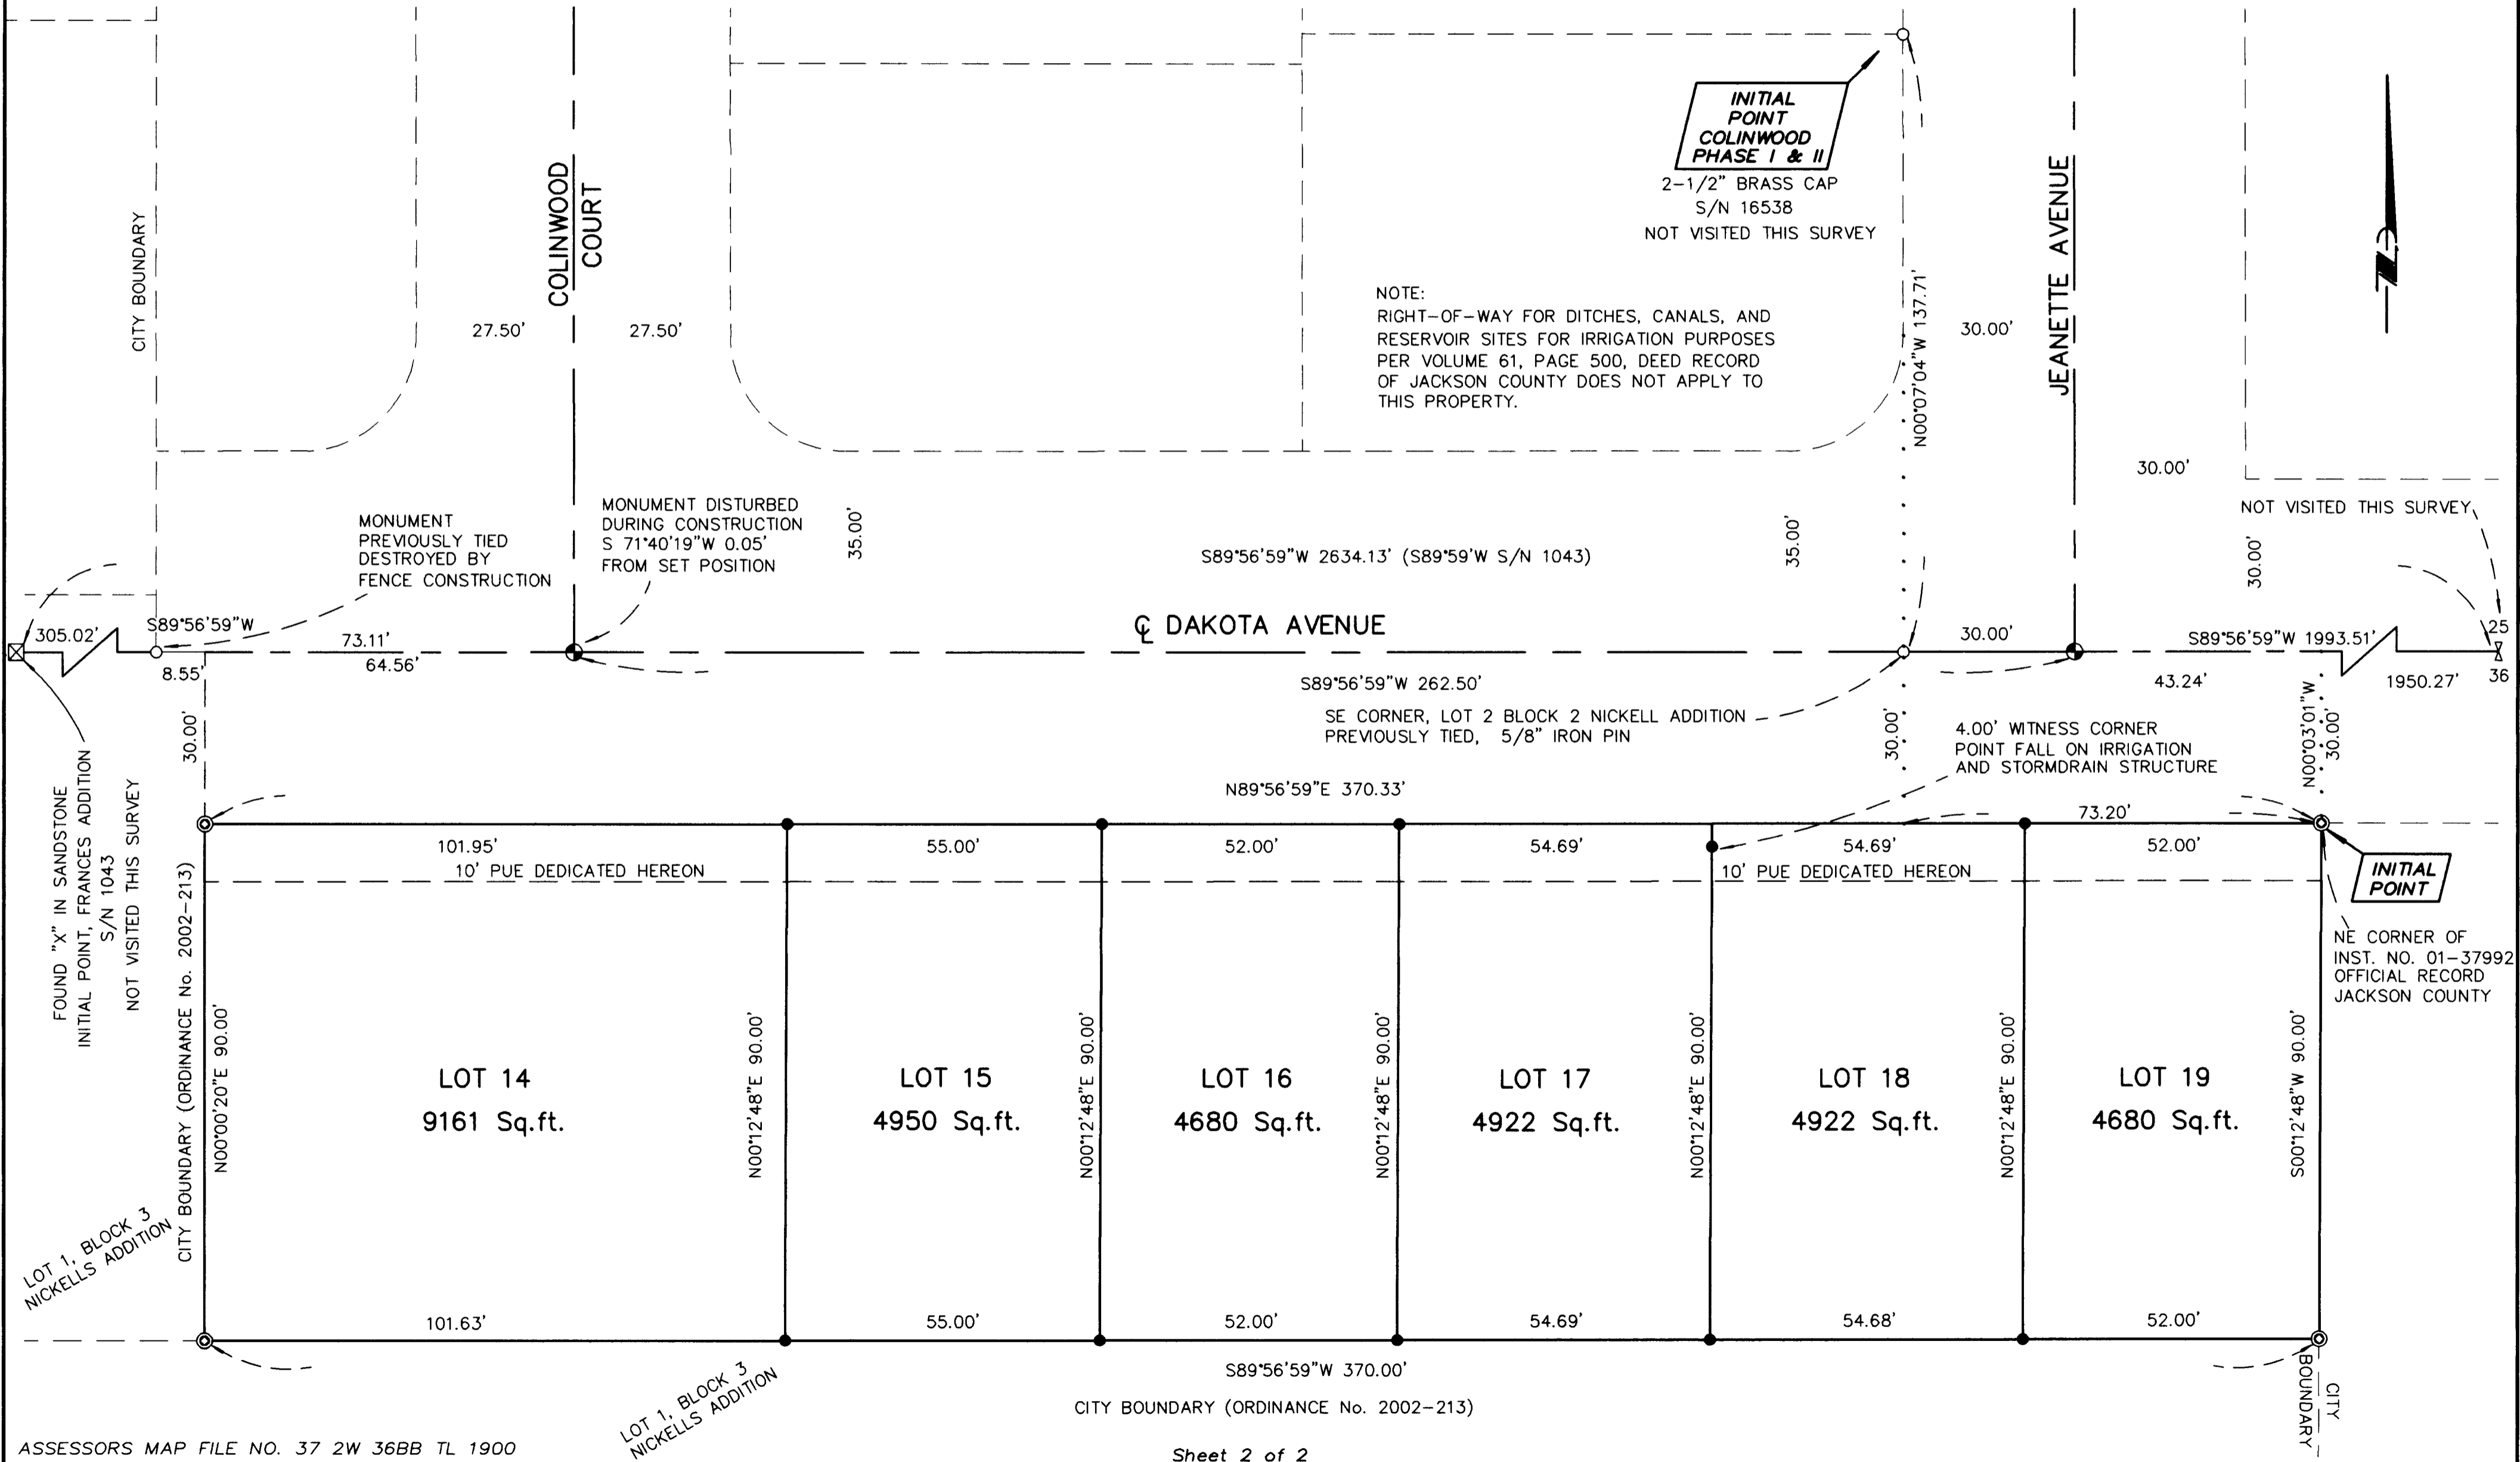 INITIAL
POINT
COLINWOOD
PHASE I & II
2-1/2" BRASS CAP
S/N 16538
NOT VISITED THIS SURVEY
CITY BOUNDARY
COLINWOOD
COURT
27.50'
27.50'
NOTE:
RIGHT-OF-WAY FOR DITCHES, CANALS, AND
RESERVOIR SITES FOR IRRIGATION PURPOSES
PER VOLUME 61, PAGE 500, DEED RECORD
OF JACKSON COUNTY DOES NOT APPLY TO
THIS PROPERTY.
N00°07'04"W 137.71'
30.00'
JEANETTE AVENUE
N
30.00'
NOT VISITED THIS SURVEY
MONUMENT
PREVIOUSLY TIED
DESTROYED BY
FENCE CONSTRUCTION
MONUMENT DISTURBED
DURING CONSTRUCTION
S 71°40'19"W 0.05'
FROM SET POSITION
35.00'
S89°56'59"W 2634.13' (S89°59'W S/N 1043)
35.00'
30.00'
305.02'
S89°56'59"W
73.11'
8.55'
64.56'
℄ DAKOTA AVENUE
30.00'
S89°56'59"W 1993.51'
25
36
S89°56'59"W 262.50'
43.24'
1950.27'
SE CORNER, LOT 2 BLOCK 2 NICKELL ADDITION
PREVIOUSLY TIED, 5/8" IRON PIN
30.00'
30.00'
4.00' WITNESS CORNER
POINT FALL ON IRRIGATION
AND STORMDRAIN STRUCTURE
N00°03'01"W
30.00'
FOUND "X" IN SANDSTONE
INITIAL POINT, FRANCES ADDITION
S/N 1043
NOT VISITED THIS SURVEY
N89°56'59"E 370.33'
73.20'
101.95'
55.00'
52.00'
54.69'
54.69'
52.00'
10' PUE DEDICATED HEREON
10' PUE DEDICATED HEREON
INITIAL
POINT
NE CORNER OF
INST. NO. 01-37992
OFFICIAL RECORD
JACKSON COUNTY
CITY BOUNDARY (ORDINANCE No. 2002-213)
N00°00'20"E 90.00'
LOT 14
9161 Sq.ft.
N00°12'48"E 90.00'
LOT 15
4950 Sq.ft.
N00°12'48"E 90.00'
LOT 16
4680 Sq.ft.
N00°12'48"E 90.00'
LOT 17
4922 Sq.ft.
N00°12'48"E 90.00'
LOT 18
4922 Sq.ft.
N00°12'48"E 90.00'
LOT 19
4680 Sq.ft.
S00°12'48"W 90.00'
LOT 1, BLOCK 3
NICKELLS ADDITION
101.63'
55.00'
52.00'
54.69'
54.68'
52.00'
S89°56'59"W 370.00'
LOT 1, BLOCK 3
NICKELLS ADDITION
CITY BOUNDARY (ORDINANCE No. 2002-213)
CITY
BOUNDARY
ASSESSORS MAP FILE NO. 37 2W 36BB TL 1900
Sheet 2 of 2